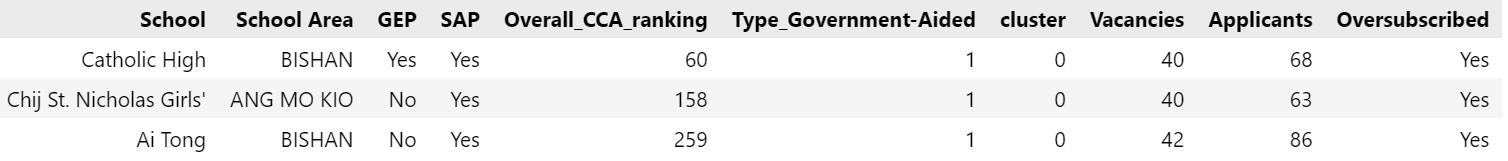 School School Area GEP SAP Overall_CCA_ranking Type_Government-Aided cluster Vacancies Applicants Oversubscribed
Catholic High BISHAN Yes Yes 60 1 0 40 68 Yes
Chij St. Nicholas Girls' ANG MO KIO No Yes 158 1 0 40 63 Yes
Ai Tong BISHAN No Yes 259 1 0 42 86 Yes